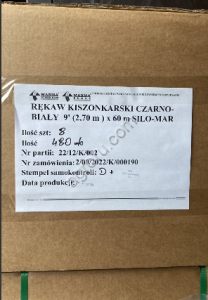 RĘKAW KISZONKARSKI CZARNO-
BIAŁY 9' (2,70 m ) x 60 m SILO-MAR
Ilość szt: 8
Ilość 480 m
Nr partii: 22/12/K/002
Nr zamówienia: 2/08/2022/K/000190
Stempel samokontroli: D +
Data produkcji: